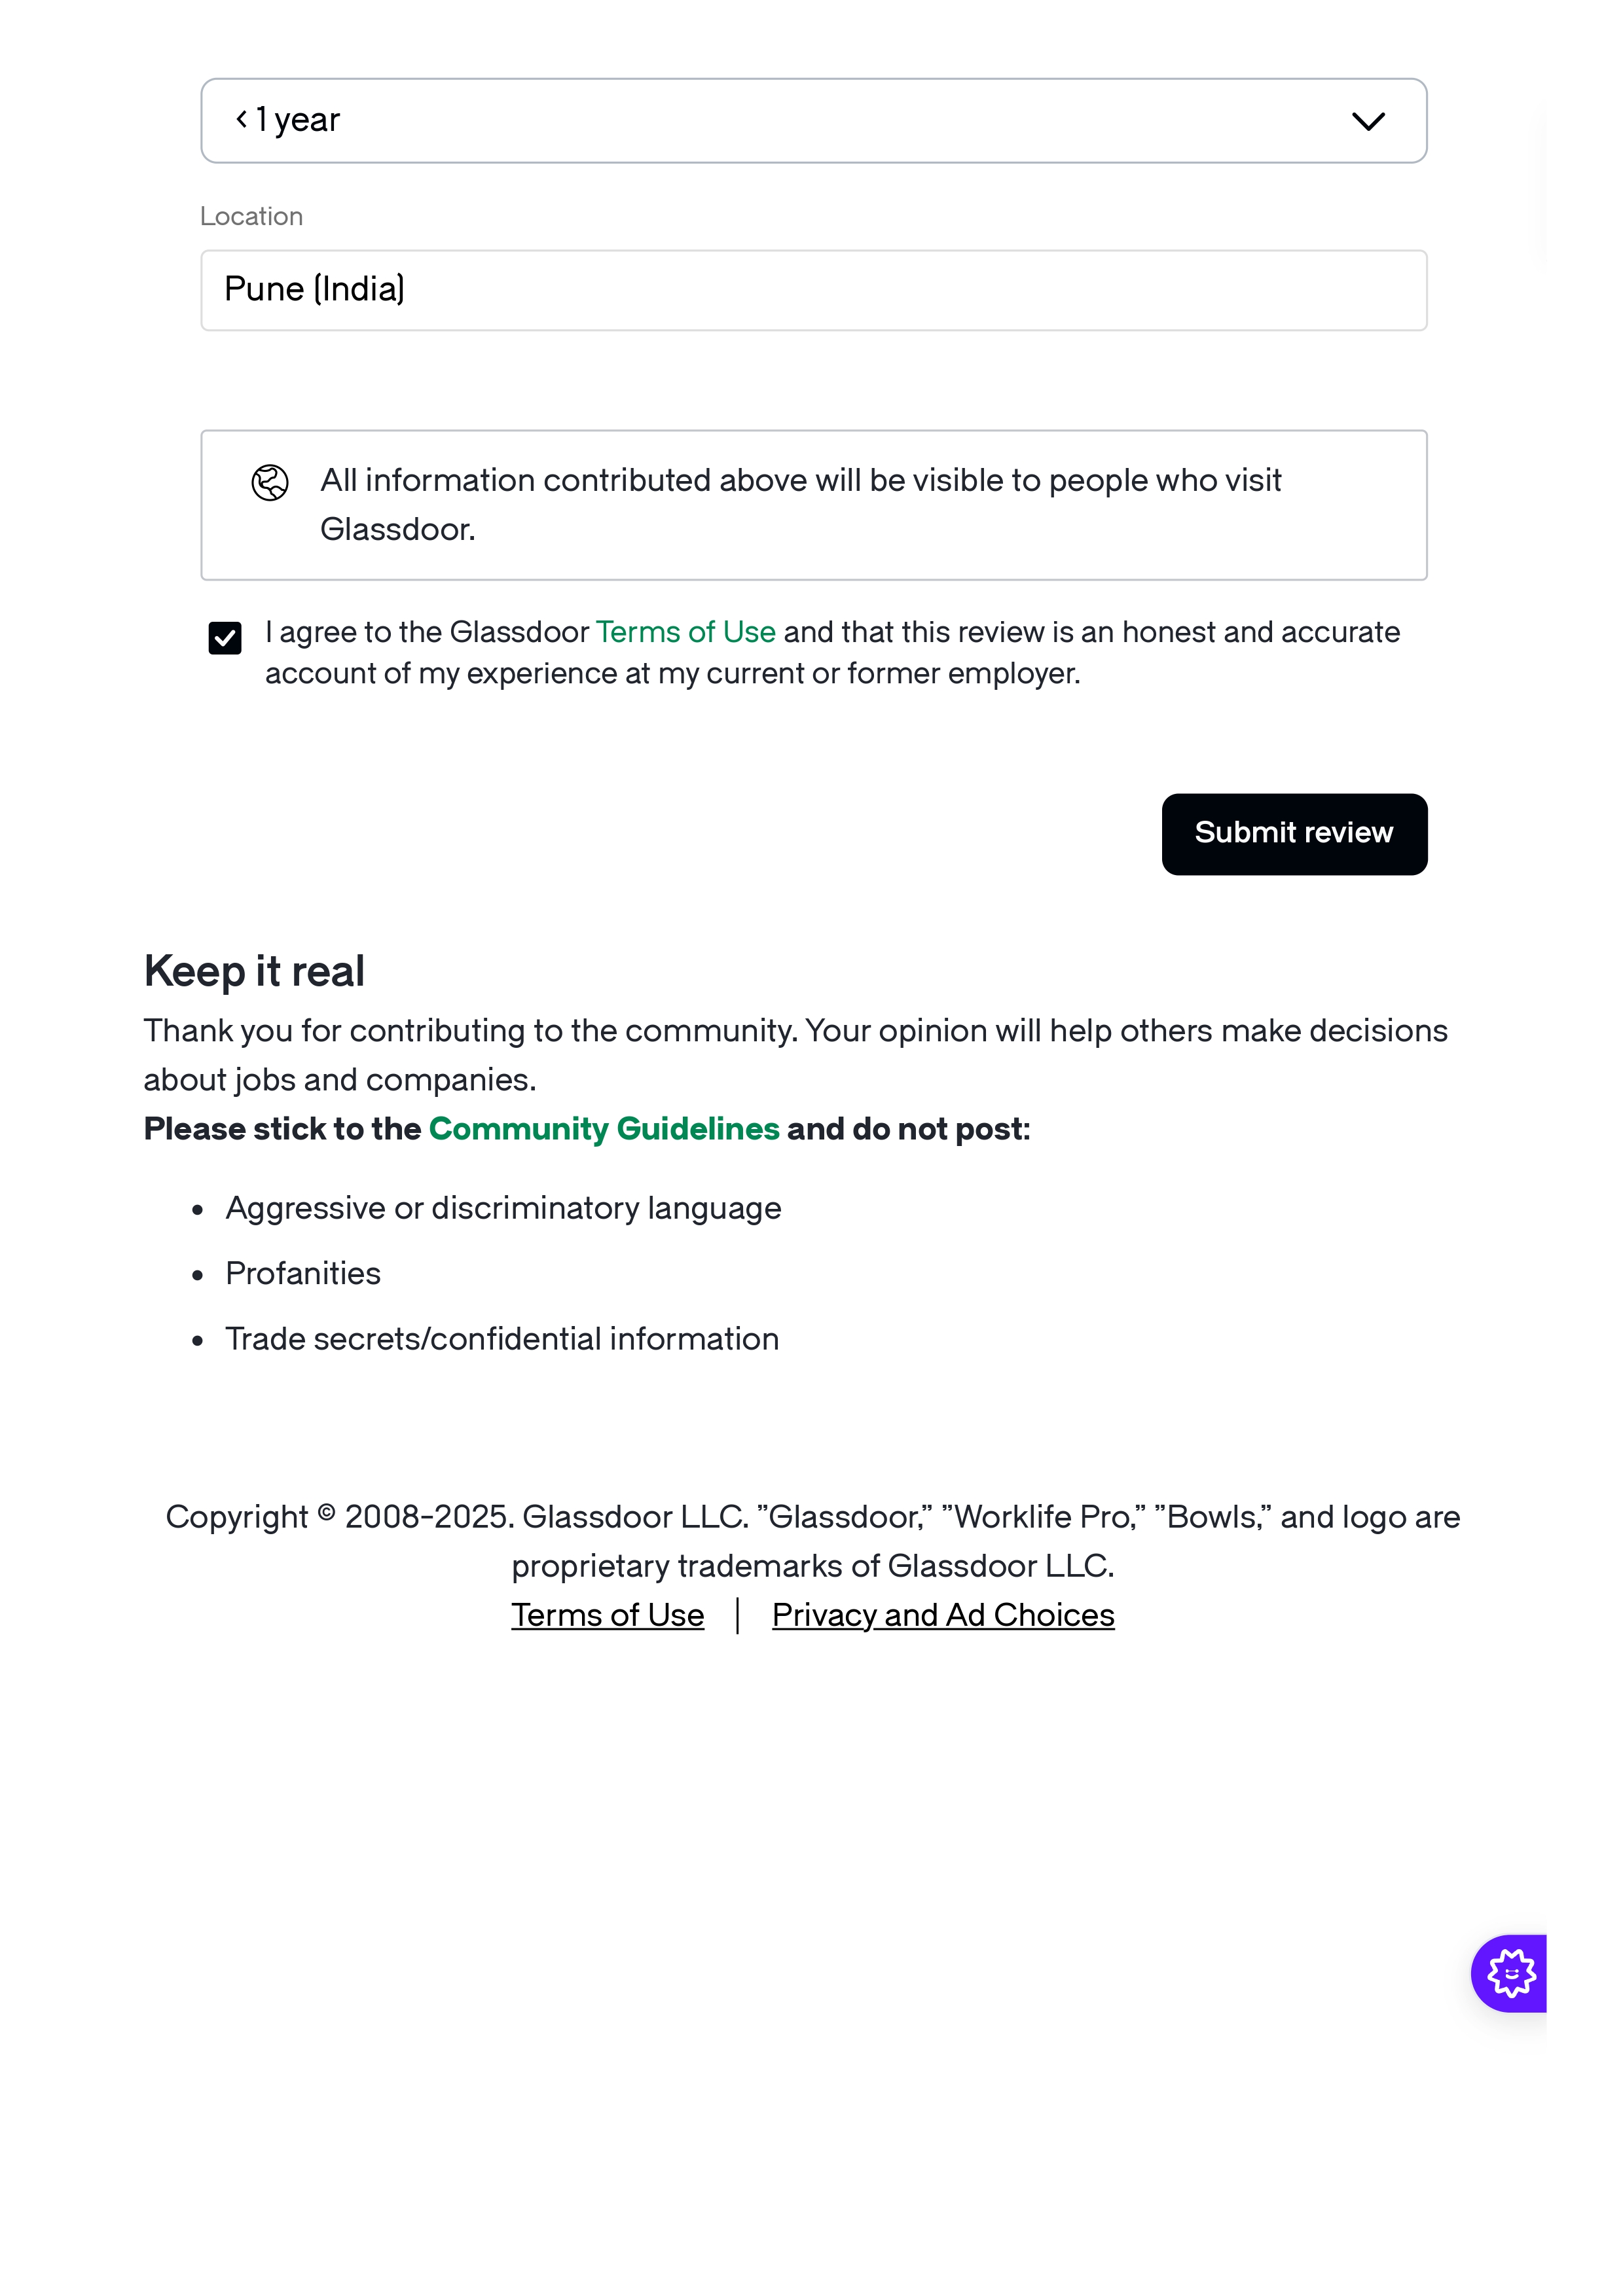 < 1 year
Location
Pune (India)
All information contributed above will be visible to people who visit
Glassdoor.
I agree to the Glassdoor Terms of Use and that this review is an honest and accurate
account of my experience at my current or former employer.
Submit review
Keep it real
Thank you for contributing to the community. Your opinion will help others make decisions
about jobs and companies.
Please stick to the Community Guidelines and do not post:
• Aggressive or discriminatory language
• Profanities
• Trade secrets/confidential information
Copyright © 2008-2025. Glassdoor LLC. ”Glassdoor,” ”Worklife Pro,” ”Bowls,” and logo are
proprietary trademarks of Glassdoor LLC.
Terms of Use | Privacy and Ad Choices